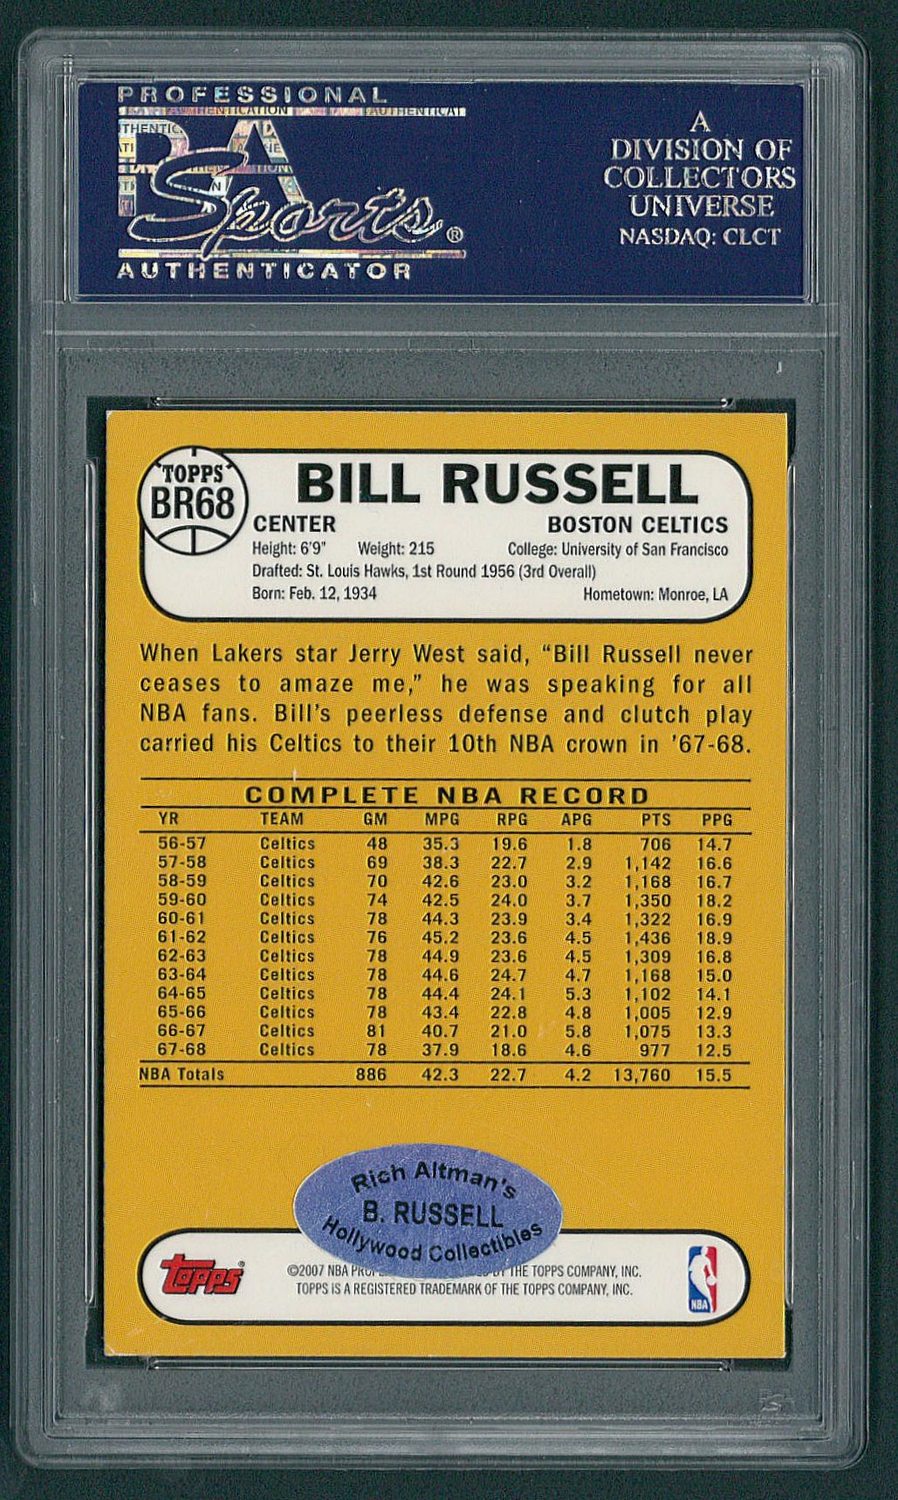 PROFESSIONAL
PSA
Sports®
AUTHENTICATOR
A
DIVISION OF
COLLECTORS
UNIVERSE
NASDAQ: CLCT
TOPPS
BR68
BILL RUSSELL
CENTER BOSTON CELTICS
Height: 6'9" Weight: 215 College: University of San Francisco
Drafted: St. Louis Hawks, 1st Round 1956 (3rd Overall)
Born: Feb. 12, 1934 Hometown: Monroe, LA
When Lakers star Jerry West said, “Bill Russell never
ceases to amaze me,” he was speaking for all
NBA fans. Bill's peerless defense and clutch play
carried his Celtics to their 10th NBA crown in '67-68.
COMPLETE NBA RECORD
YR TEAM GM MPG RPG APG PTS PPG
56-57 Celtics 48 35.3 19.6 1.8 706 14.7
57-58 Celtics 69 38.3 22.7 2.9 1,142 16.6
58-59 Celtics 70 42.6 23.0 3.2 1,168 16.7
59-60 Celtics 74 42.5 24.0 3.7 1,350 18.2
60-61 Celtics 78 44.3 23.9 3.4 1,322 16.9
61-62 Celtics 76 45.2 23.6 4.5 1,436 18.9
62-63 Celtics 78 44.9 23.6 4.5 1,309 16.8
63-64 Celtics 78 44.6 24.7 4.7 1,168 15.0
64-65 Celtics 78 44.4 24.1 5.3 1,102 14.1
65-66 Celtics 78 43.4 22.8 4.8 1,005 12.9
66-67 Celtics 81 40.7 21.0 5.8 1,075 13.3
67-68 Celtics 78 37.9 18.6 4.6 977 12.5
NBA Totals 886 42.3 22.7 4.2 13,760 15.5
Rich Altman's
B. RUSSELL
Hollywood Collectibles
Topps
©2007 NBA BY THE TOPPS COMPANY, INC.
TOPPS IS A REGISTERED TRADEMARK OF THE TOPPS COMPANY, INC.
NBA